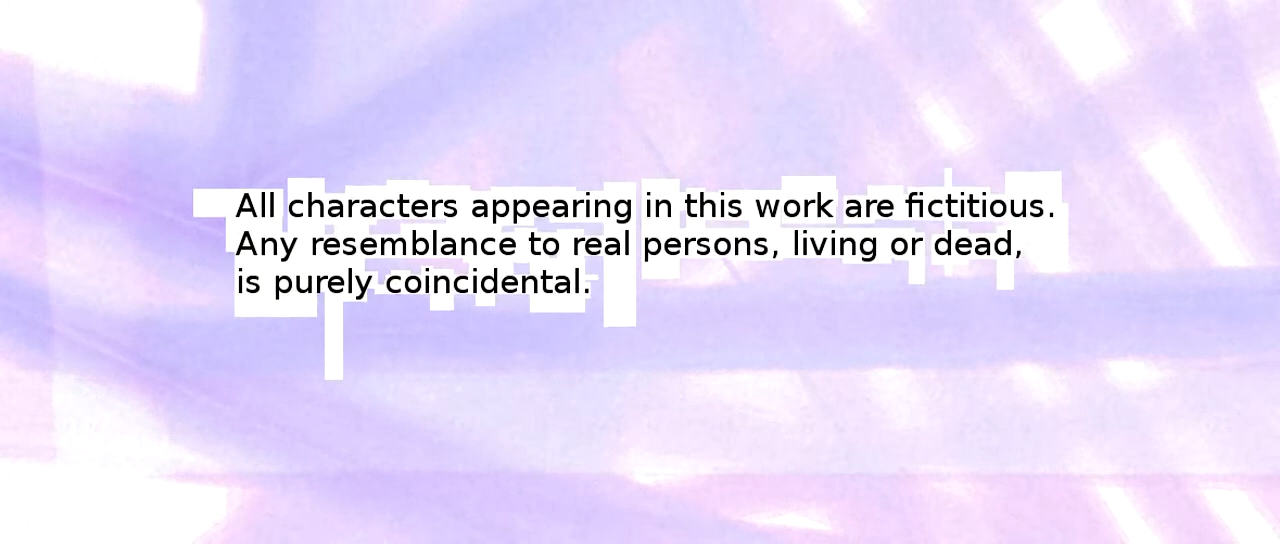 All characters appearing in this work are fictitious.
Any resemblance to real persons, living or dead,
is purely coincidental.